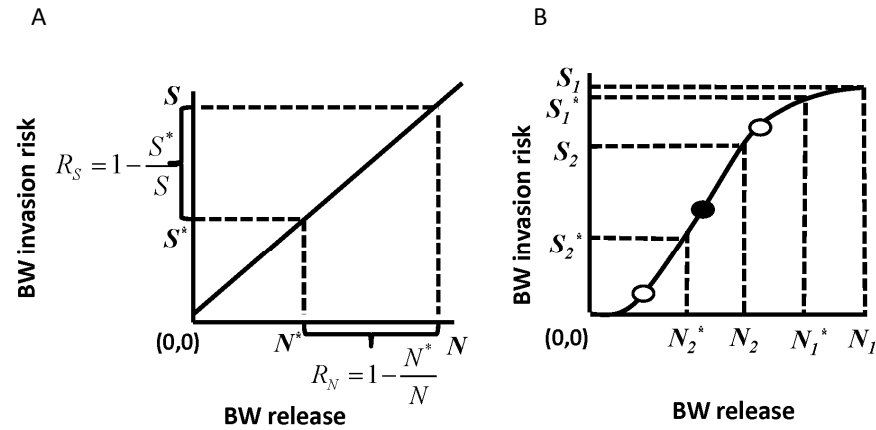 A
BW invasion risk
S
R_S = 1 - S* / S
S*
(0,0)
N*
N
R_N = 1 - N* / N
BW release
B
BW invasion risk
S_1
S_1*
S_2
S_2*
(0,0)
N_2*
N_2
N_1*
N_1
BW release